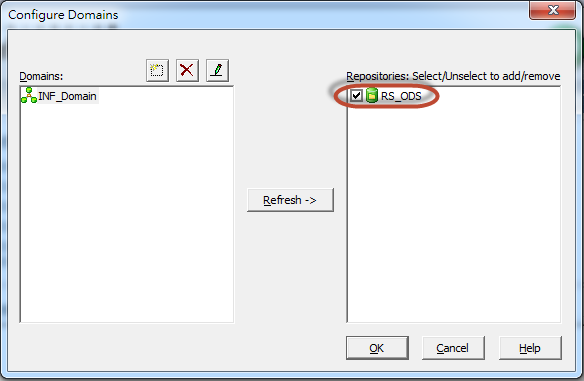 Configure Domains
Domains:
Repositories: Select/Unselect to add/remove
INF_Domain
RS_ODS
Refresh ->
OK
Cancel
Help